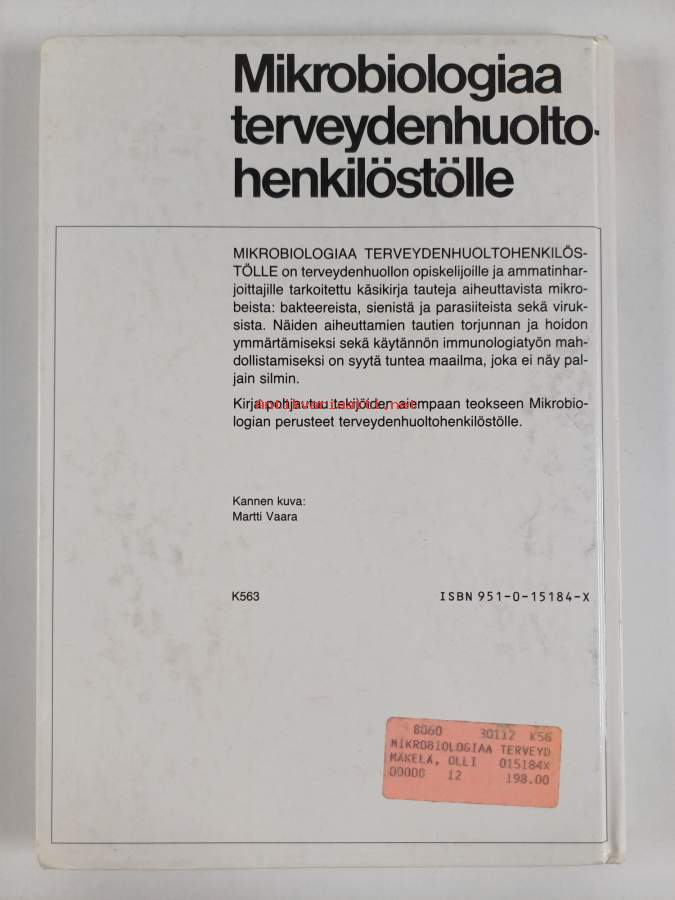 Mikrobiologiaa
terveydenhuolto-
henkilöstölle
MIKROBIOLOGIAA TERVEYDENHUOLTOHENKILÖS-
TÖLLE on terveydenhuollon opiskelijoille ja ammatinhar-
joittajille tarkoitettu käsikirja tauteja aiheuttavista mikro-
beista: bakteereista, sienistä ja parasiiteista sekä viruk-
sista. Näiden aiheuttamien tautien torjunnan ja hoidon
ymmärtämiseksi sekä käytännön immunologiatyön mah-
dollistamiseksi on syytä tuntea maailma, joka ei näy pal-
jain silmin.
Kirja pohjautuu tekijöiden aiempaan teokseen Mikrobio-
logian perusteet terveydenhuoltohenkilöstölle.
Antikvariaatti.net
Kannen kuva:
Martti Vaara
K563
ISBN 951-0-15184-X
8060 30112 K56
MIKROBIOLOGIAA TERVEYD
MÄKELÄ, OLLI 015184X
00000 12 198.00